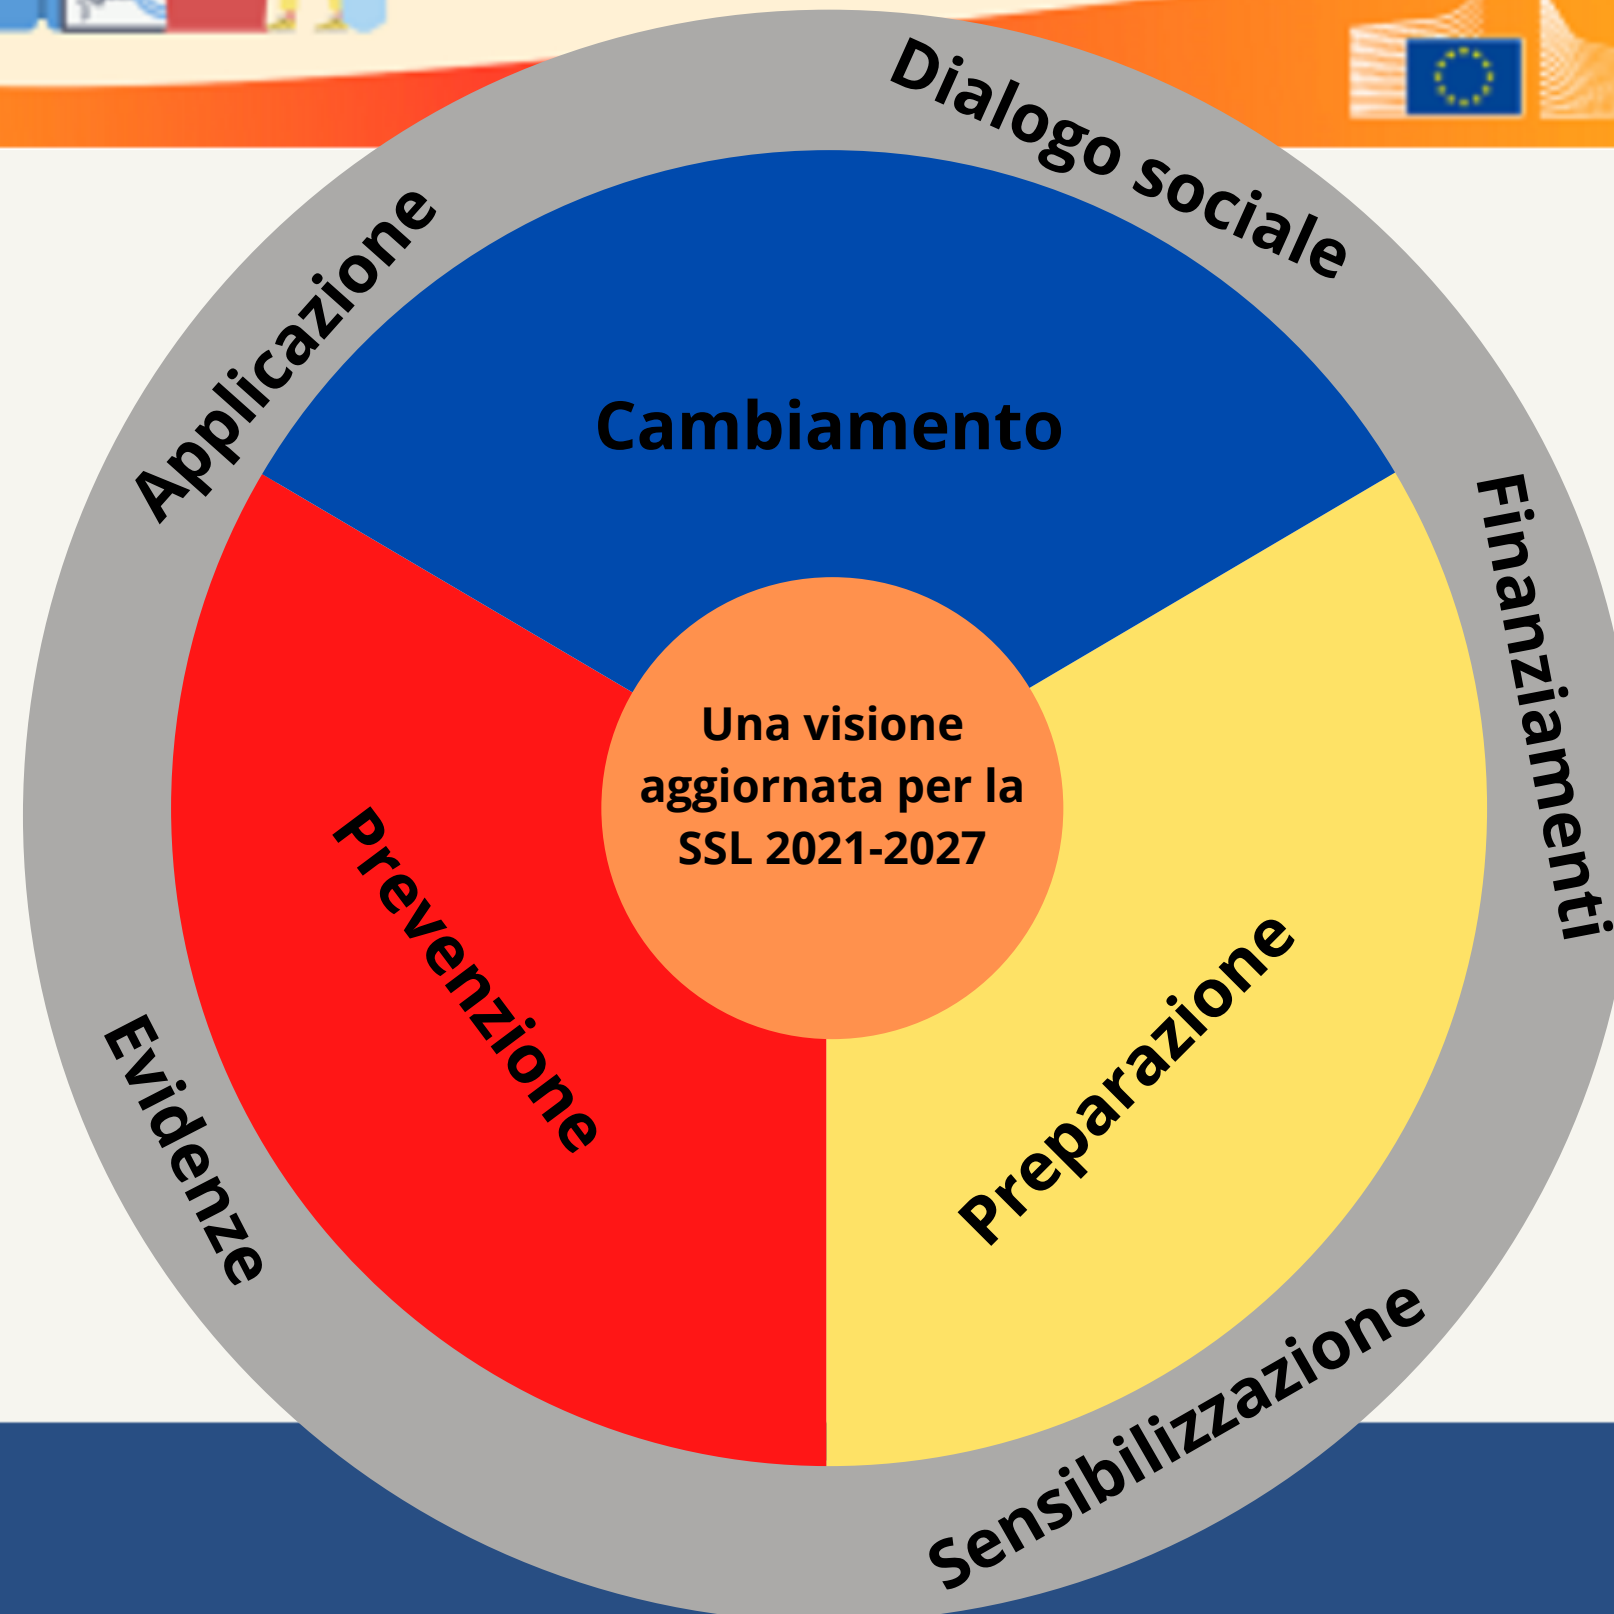 Dialogo sociale
Applicazione
Cambiamento
Finanziamenti
Una visione
aggiornata per la
SSL 2021-2027
Prevenzione
Preparazione
Evidenze
Sensibilizzazione